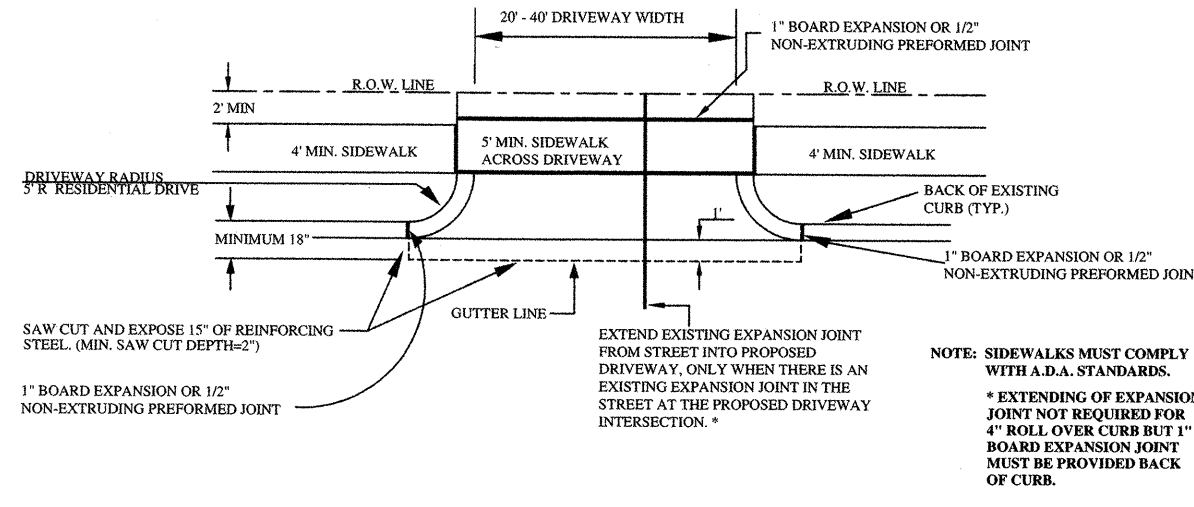 20' - 40' DRIVEWAY WIDTH
1" BOARD EXPANSION OR 1/2"
NON-EXTRUDING PREFORMED JOINT
R.O.W. LINE
R.O.W. LINE
2' MIN
4' MIN. SIDEWALK
5' MIN. SIDEWALK
ACROSS DRIVEWAY
4' MIN. SIDEWALK
DRIVEWAY RADIUS
5' R RESIDENTIAL DRIVE
BACK OF EXISTING
CURB (TYP.)
1'
MINIMUM 18"
1" BOARD EXPANSION OR 1/2"
NON-EXTRUDING PREFORMED JOIN
GUTTER LINE
SAW CUT AND EXPOSE 15" OF REINFORCING
STEEL. (MIN. SAW CUT DEPTH=2")
EXTEND EXISTING EXPANSION JOINT
FROM STREET INTO PROPOSED
DRIVEWAY, ONLY WHEN THERE IS AN
EXISTING EXPANSION JOINT IN THE
STREET AT THE PROPOSED DRIVEWAY
INTERSECTION. *
1" BOARD EXPANSION OR 1/2"
NON-EXTRUDING PREFORMED JOINT
NOTE: SIDEWALKS MUST COMPLY
WITH A.D.A. STANDARDS.
* EXTENDING OF EXPANSION
JOINT NOT REQUIRED FOR
4" ROLL OVER CURB BUT 1"
BOARD EXPANSION JOINT
MUST BE PROVIDED BACK
OF CURB.